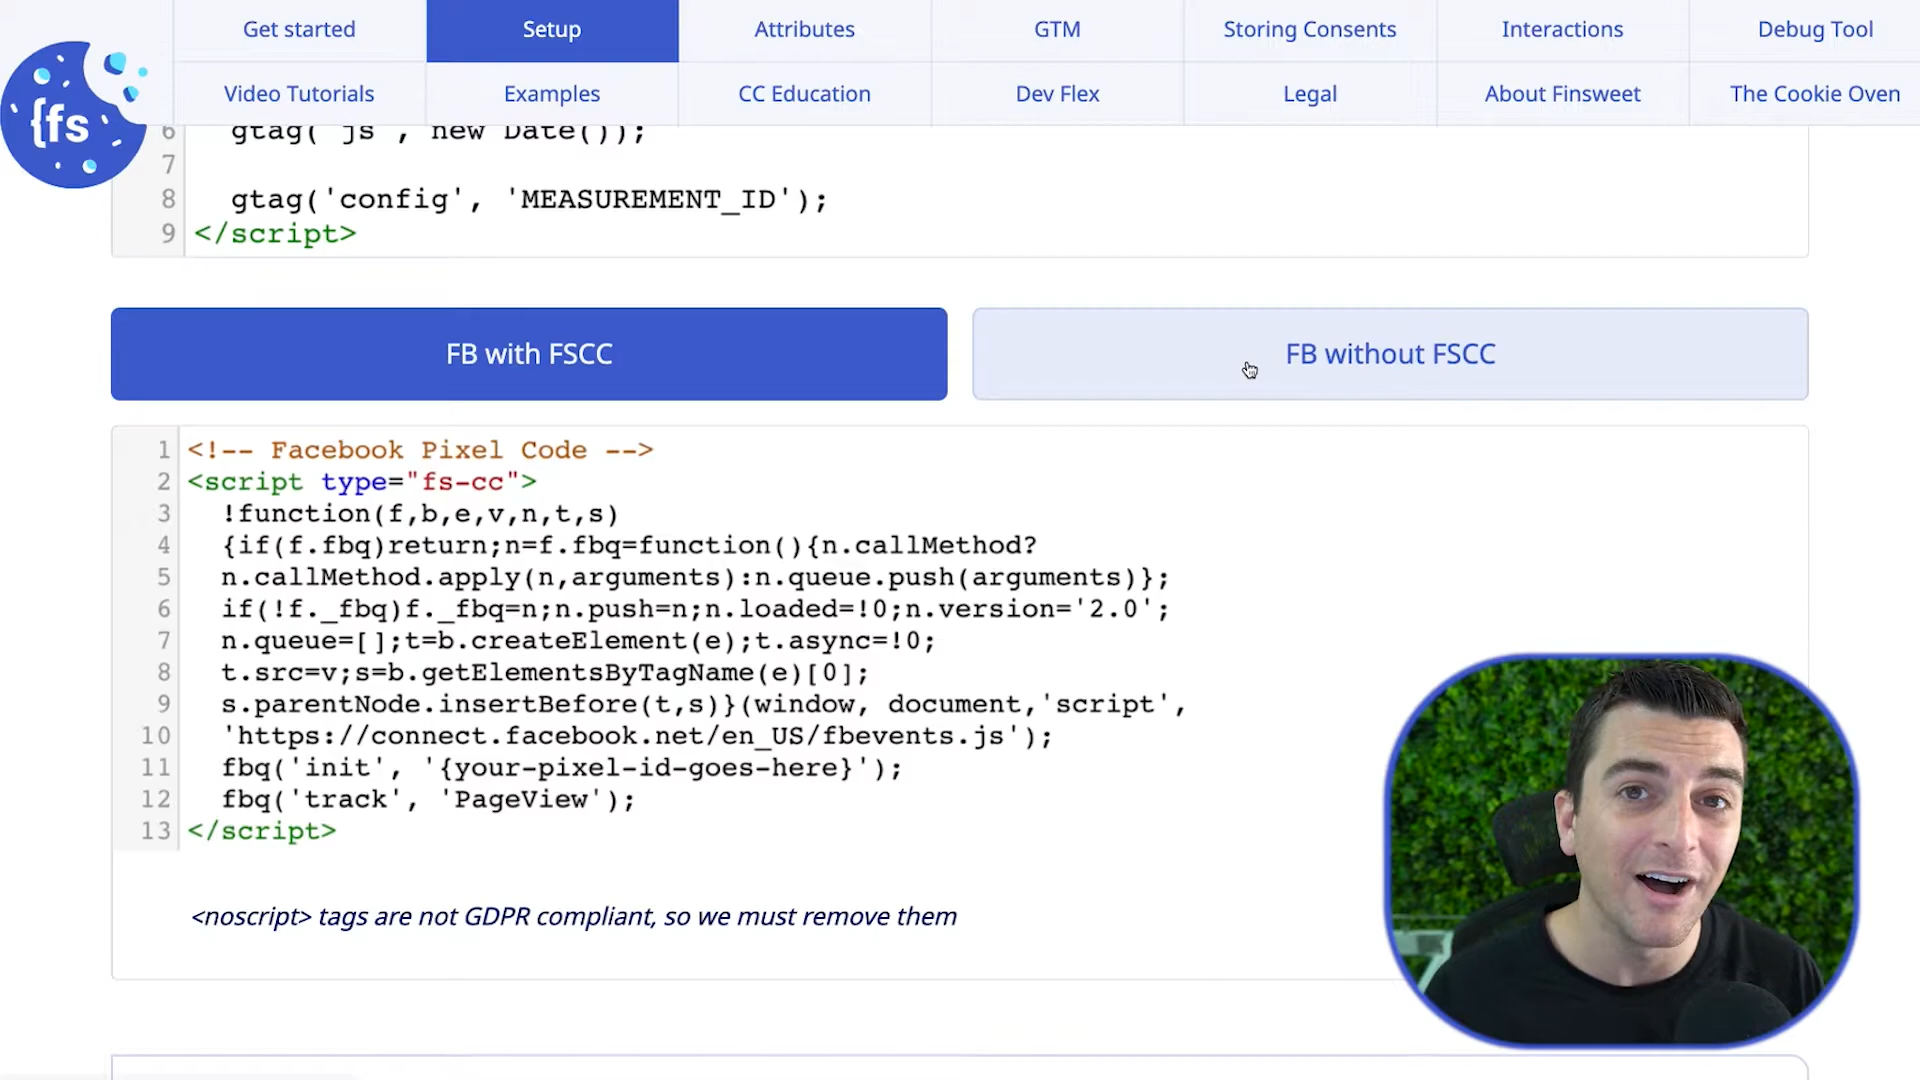 Get started
Setup
Attributes
GTM
Storing Consents
Interactions
Debug Tool
Video Tutorials
Examples
CC Education
Dev Flex
Legal
About Finsweet
The Cookie Oven
{fs
6 gtag('js', new Date());
7
8 gtag('config', 'MEASUREMENT_ID');
9 </script>
FB with FSCC
FB without FSCC
1 <!-- Facebook Pixel Code -->
2 <script type="fs-cc">
3 !function(f,b,e,v,n,t,s)
4 {if(f.fbq)return;n=f.fbq=function(){n.callMethod?
5 n.callMethod.apply(n,arguments):n.queue.push(arguments)};
6 if(!f._fbq)f._fbq=n;n.push=n;n.loaded=!0;n.version='2.0';
7 n.queue=[];t=b.createElement(e);t.async=!0;
8 t.src=v;s=b.getElementsByTagName(e)[0];
9 s.parentNode.insertBefore(t,s)}(window, document,'script',
10 'https://connect.facebook.net/en_US/fbevents.js');
11 fbq('init', '{your-pixel-id-goes-here}');
12 fbq('track', 'PageView');
13 </script>
<noscript> tags are not GDPR compliant, so we must remove them